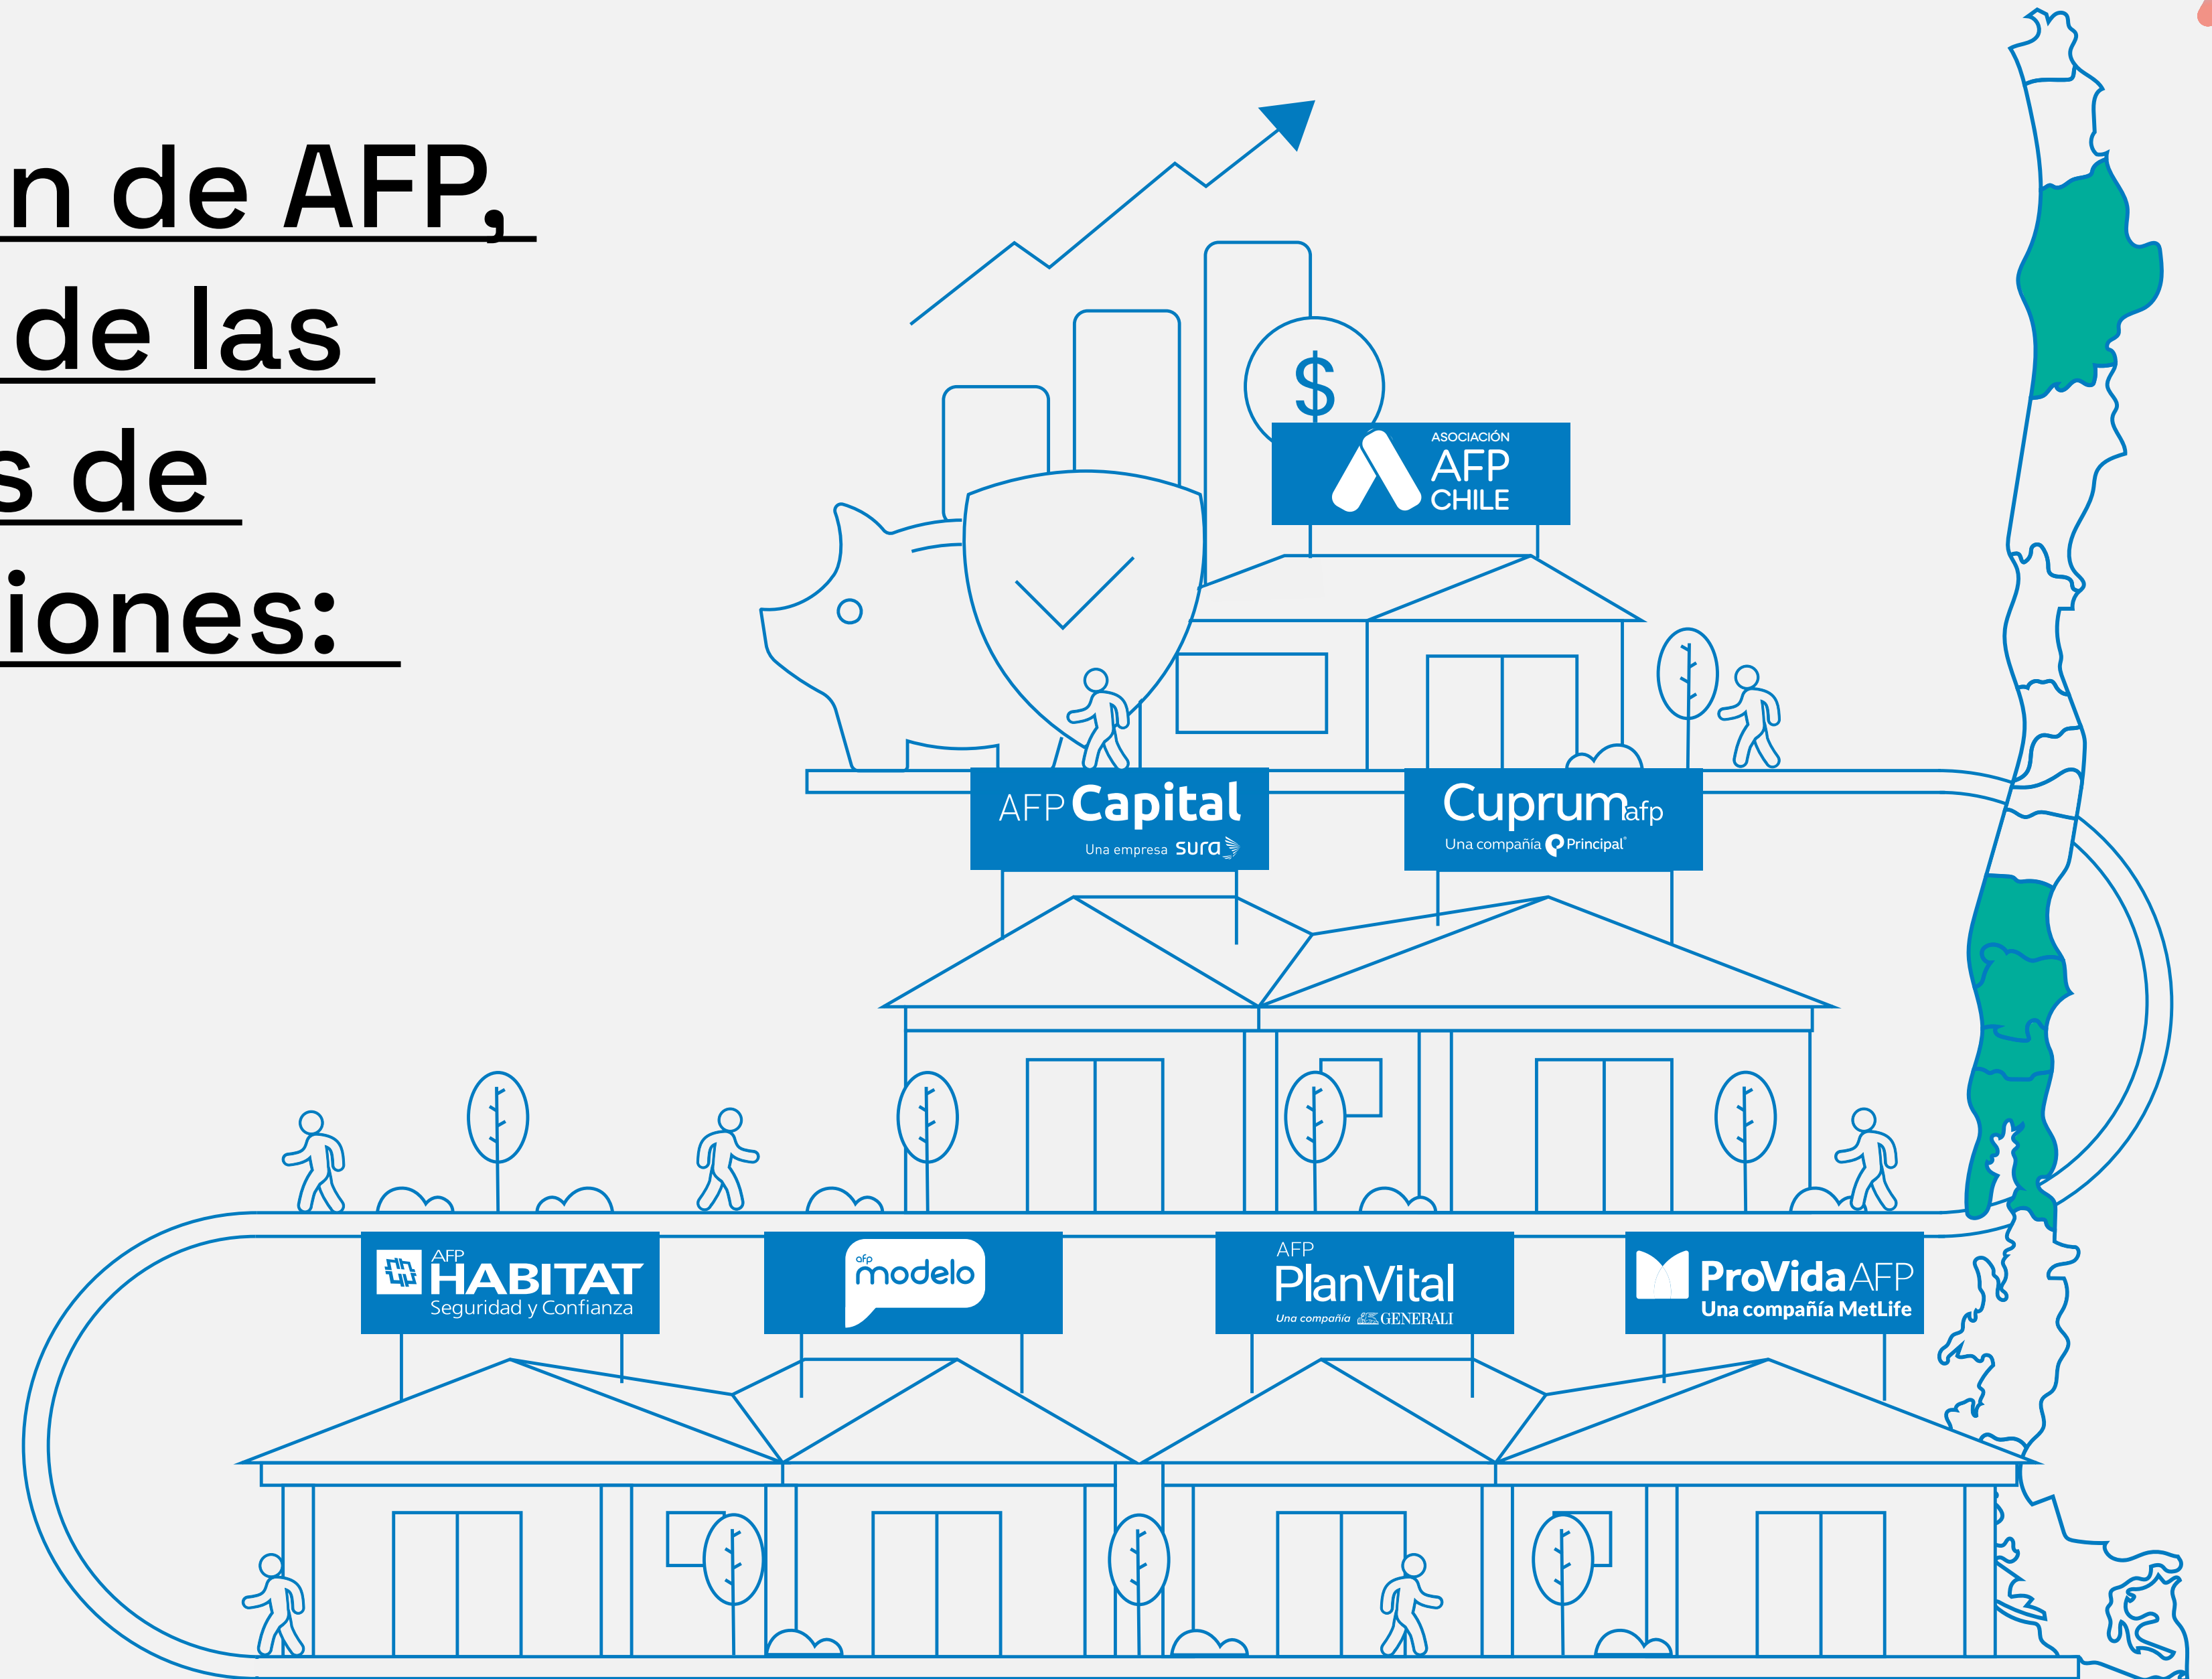 n de AFP,
de las
s de
iones:
$
ASOCIACIÓN
AFP
CHILE
AFP Capital
Una empresa sura
Cuprum afp
Una compañía Principal®
AFP
HABITAT
Seguridad y Confianza
afp
modelo
AFP
PlanVital
Una compañía GENERALI
ProVida AFP
Una compañía MetLife